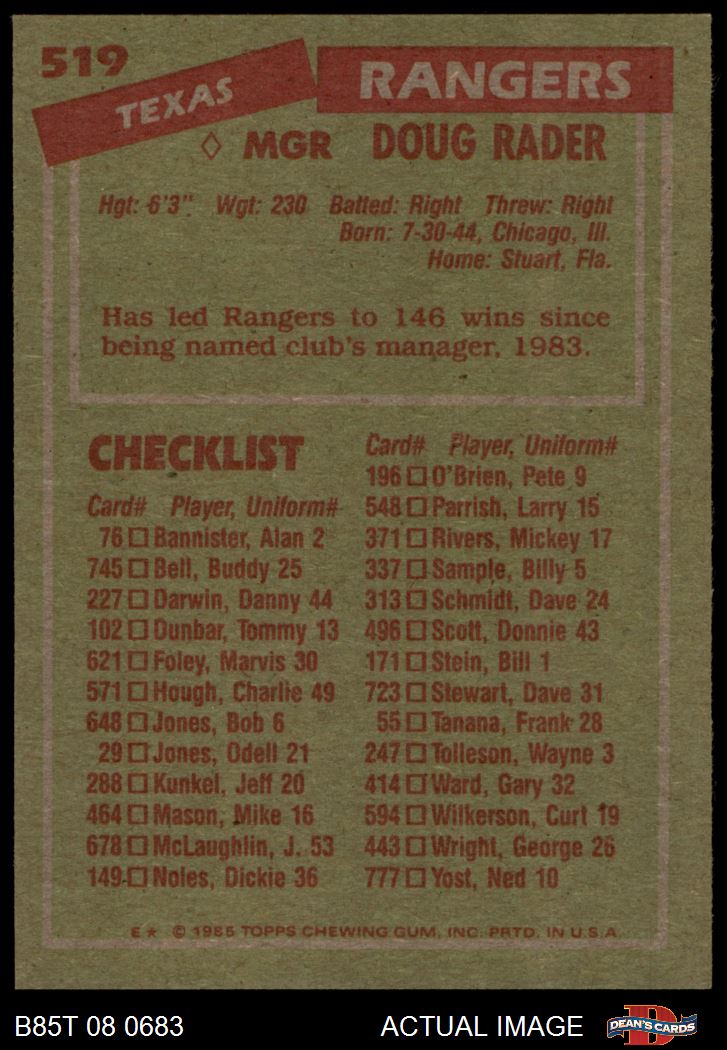 519
TEXAS
RANGERS
◊ MGR DOUG RADER
Hgt: 6'3" Wgt: 230 Batted: Right Threw: Right
Born: 7-30-44, Chicago, Ill.
Home: Stuart, Fla.
Has led Rangers to 146 wins since
being named club's manager, 1983.
CHECKLIST
Card# Player, Uniform#
76 □ Bannister, Alan 2
745 □ Bell, Buddy 25
227 □ Darwin, Danny 44
102 □ Dunbar, Tommy 13
621 □ Foley, Marvis 30
571 □ Hough, Charlie 49
648 □ Jones, Bob 6
29 □ Jones, Odell 21
288 □ Kunkel, Jeff 20
464 □ Mason, Mike 16
678 □ McLaughlin, J. 53
149 □ Noles, Dickie 36
Card# Player, Uniform#
196 □ O'Brien, Pete 9
548 □ Parrish, Larry 15
371 □ Rivers, Mickey 17
337 □ Sample, Billy 5
313 □ Schmidt, Dave 24
496 □ Scott, Donnie 43
171 □ Stein, Bill 1
723 □ Stewart, Dave 31
55 □ Tanana, Frank 28
247 □ Tolleson, Wayne 3
414 □ Ward, Gary 32
594 □ Wilkerson, Curt 19
443 □ Wright, George 26
777 □ Yost, Ned 10
E★ © 1985 TOPPS CHEWING GUM, INC. PRTD. IN U.S.A.
B85T 08 0683
ACTUAL IMAGE
D
DEAN'S CARDS